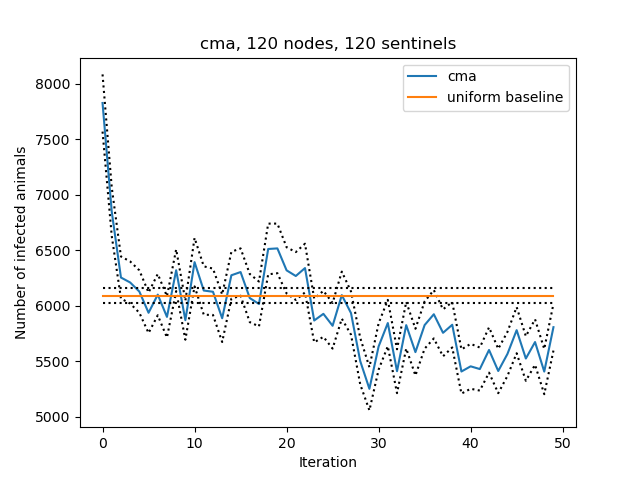 cma, 120 nodes, 120 sentinels
cma
uniform baseline
Number of infected animals
8000
7500
7000
6500
6000
5500
5000
0 10 20 30 40 50
Iteration